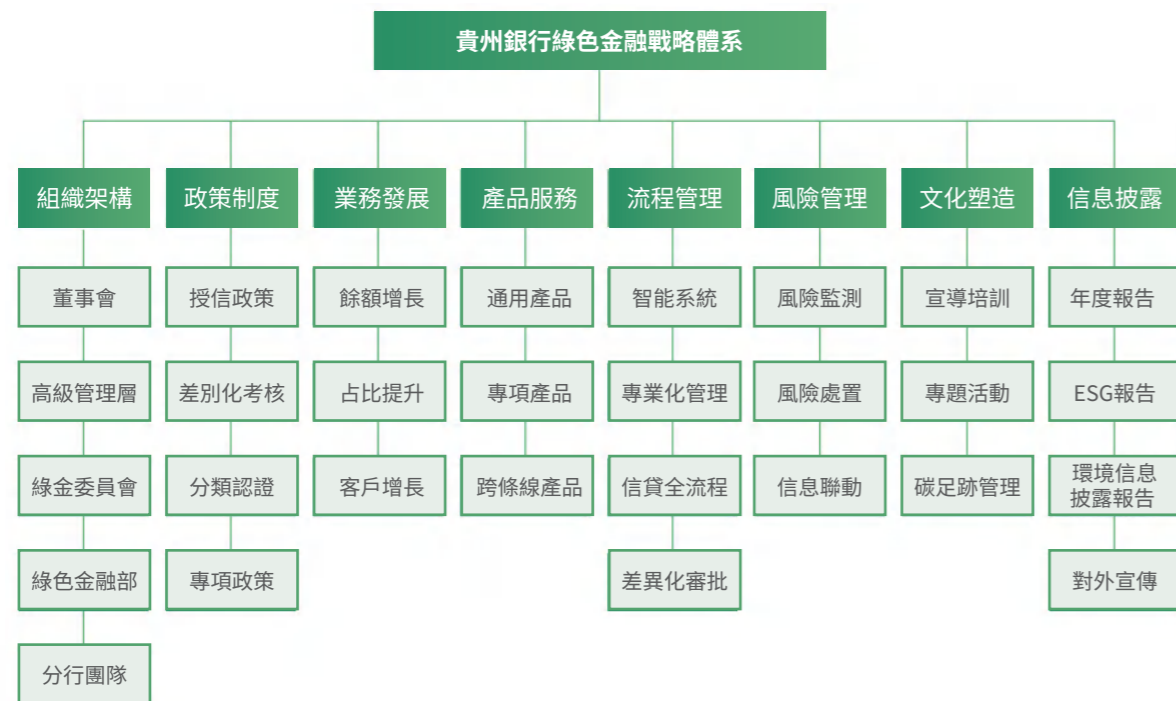 貴州銀行綠色金融戰略體系
組織架構
政策制度
業務發展
產品服務
流程管理
風險管理
文化塑造
信息披露
董事會
授信政策
餘額增長
通用產品
智能系統
風險監測
宣導培訓
年度報告
高級管理層
差別化考核
占比提升
專項產品
專業化管理
風險處置
專題活動
ESG報告
綠金委員會
分類認證
客戶增長
跨條線產品
信貸全流程
信息聯動
碳足跡管理
環境信息
披露報告
綠色金融部
專項政策
差異化審批
對外宣傳
分行團隊